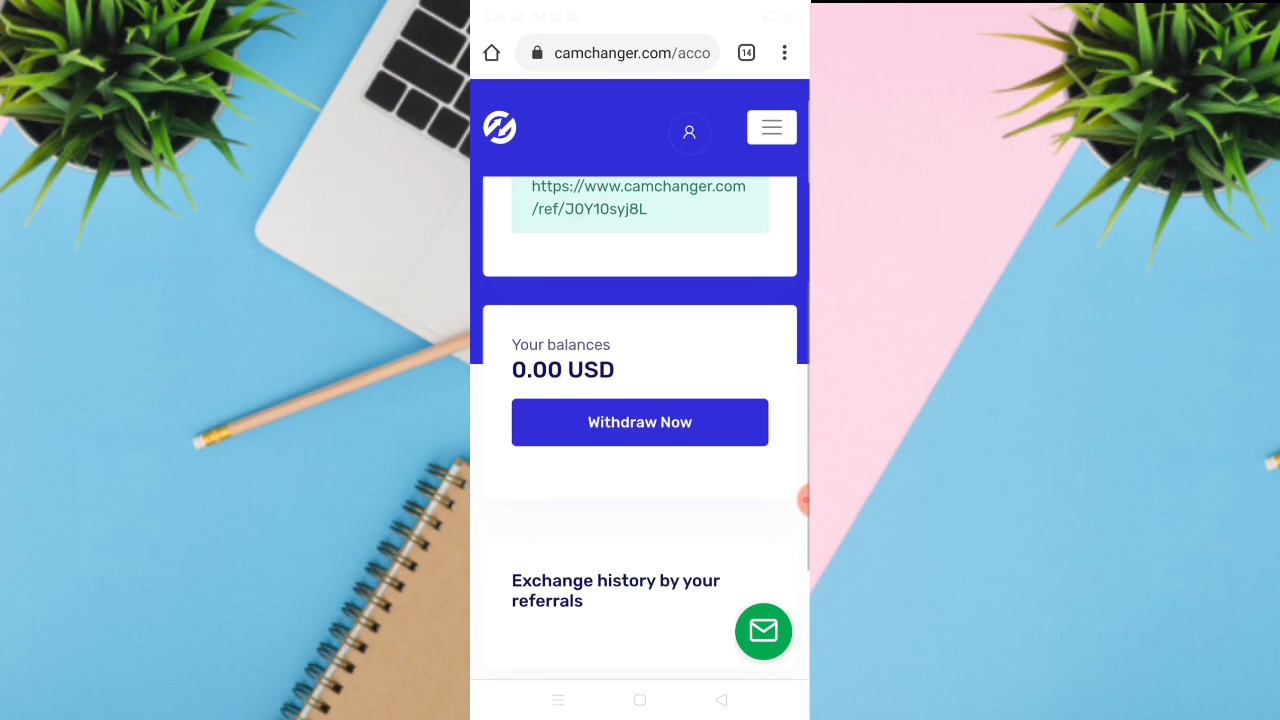 camchanger.com/acco
14
https://www.camchanger.com
/ref/J0Y10syj8L
Your balances
0.00 USD
Withdraw Now
Exchange history by your
referrals